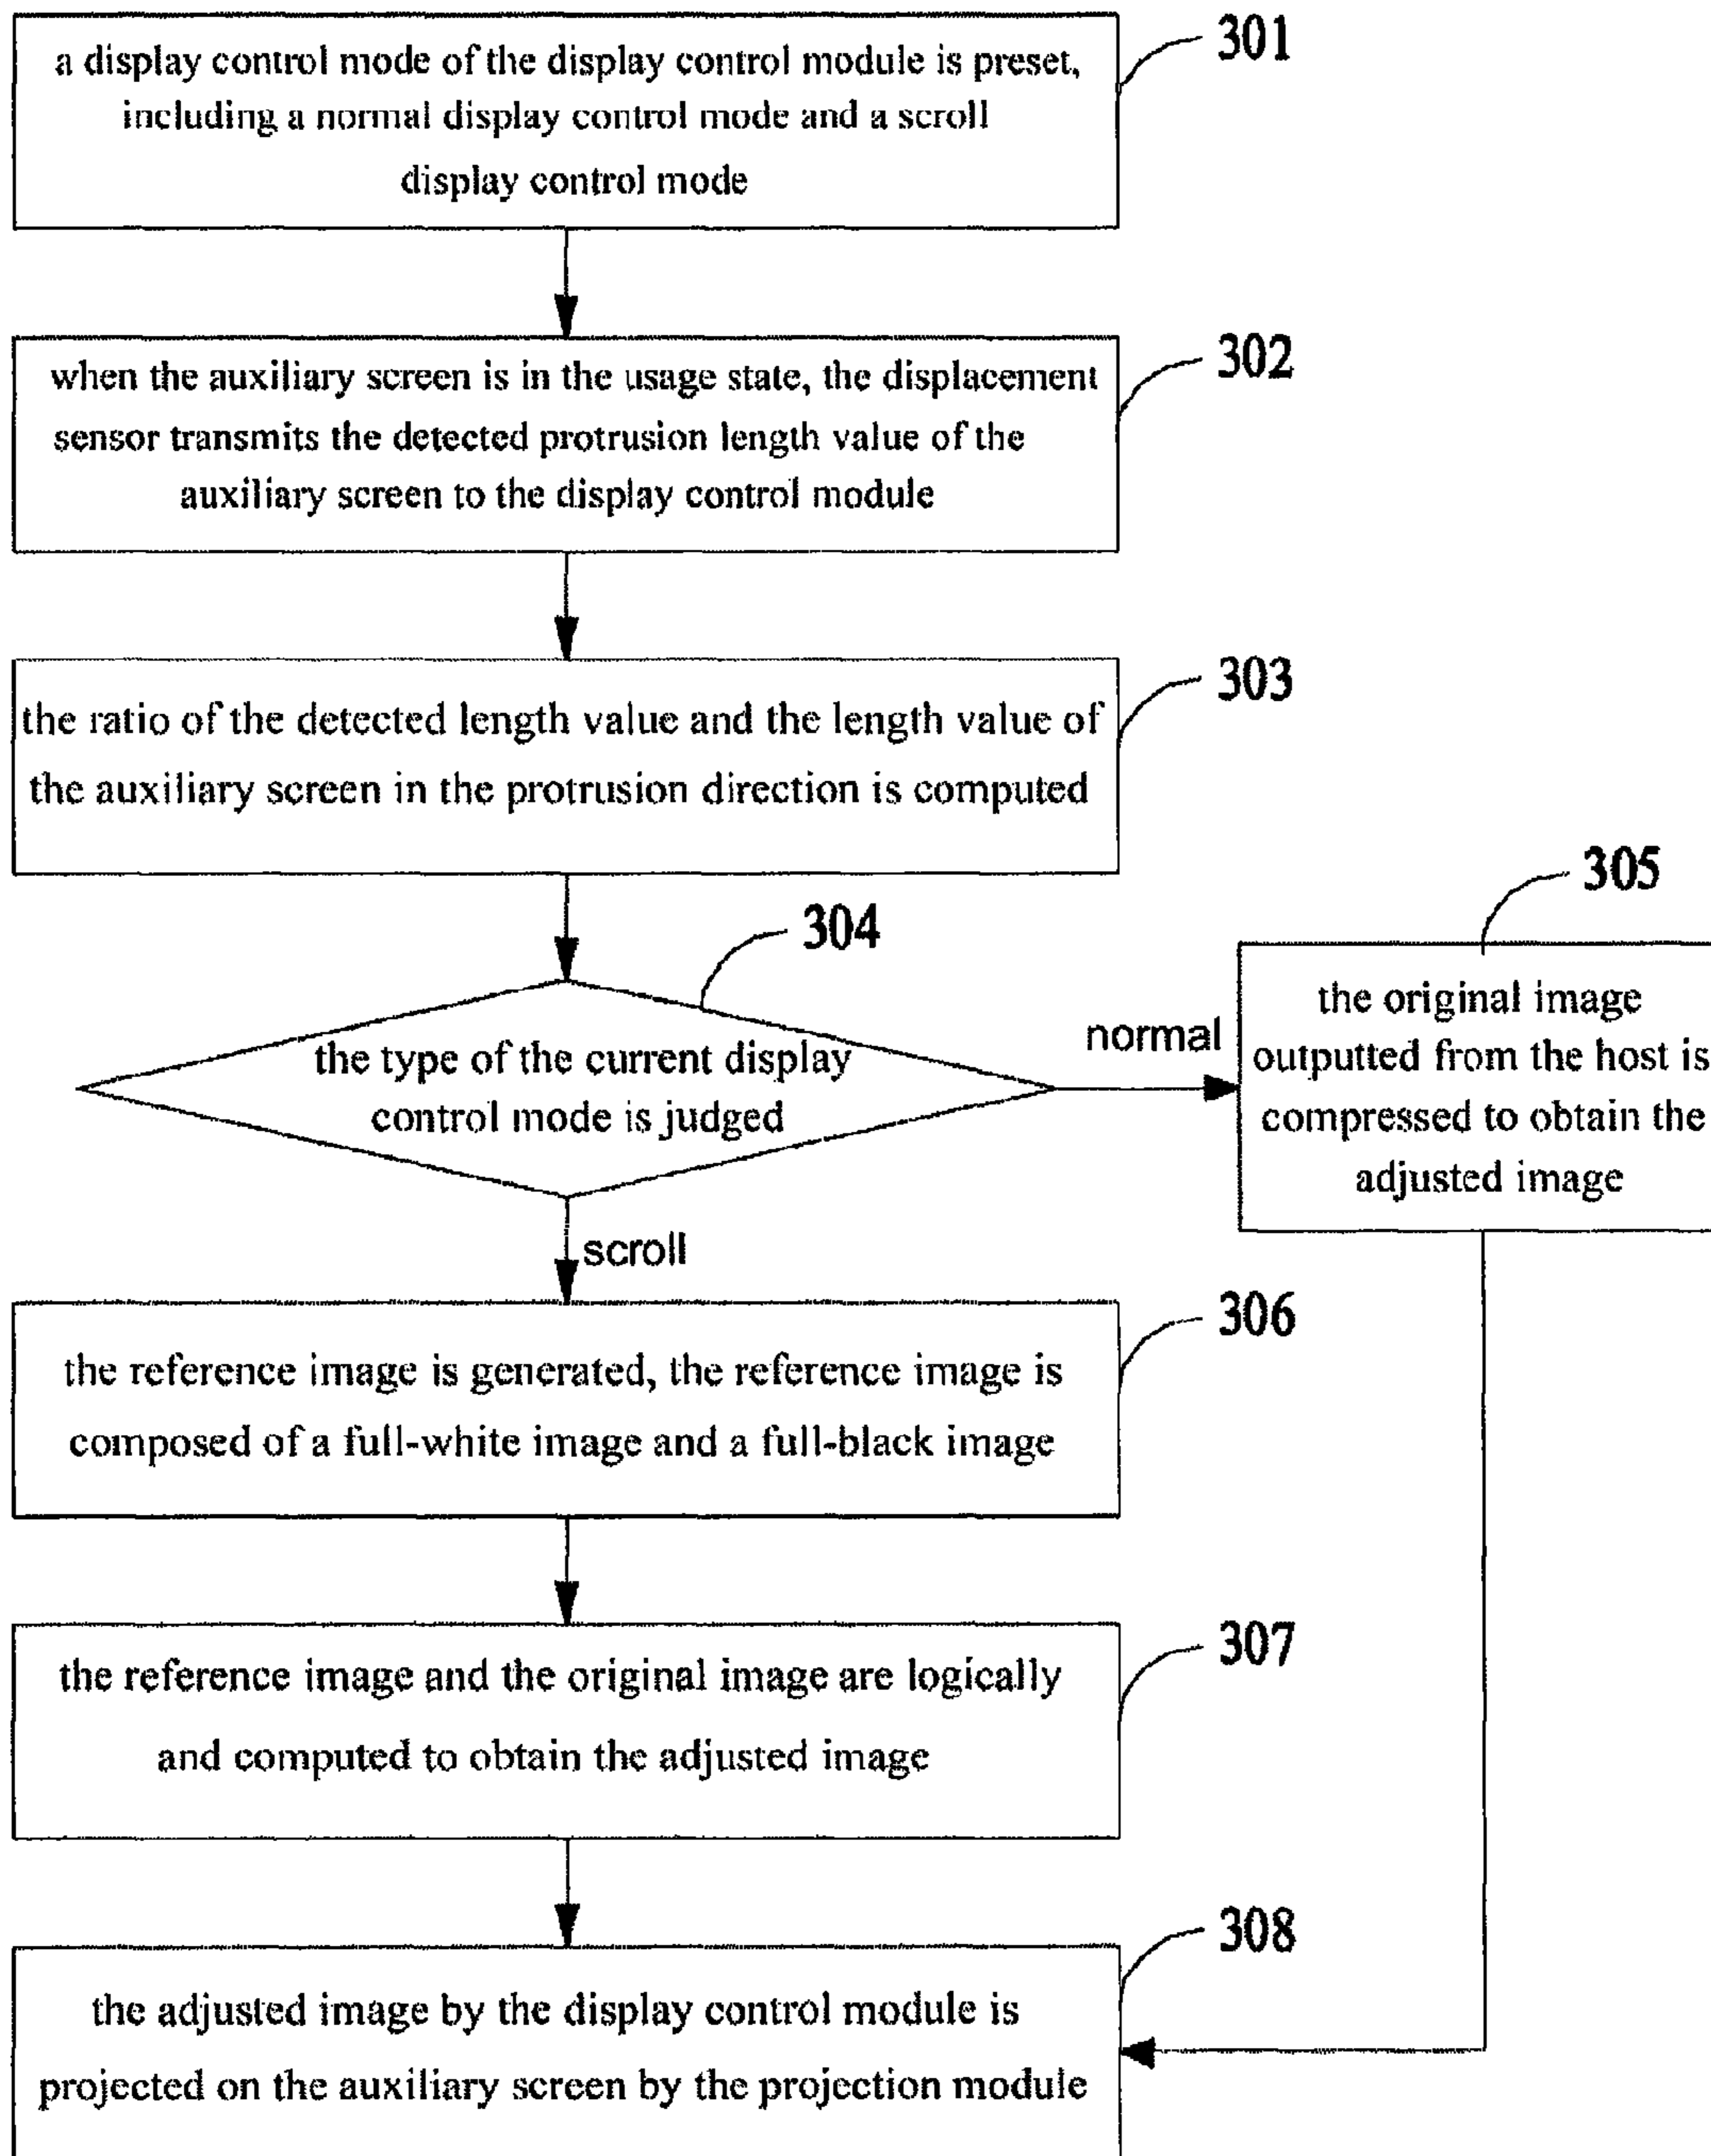 a display control mode of the display control module is preset,
including a normal display control mode and a scroll
display control mode
301
when the auxiliary screen is in the usage state, the displacement
sensor transmits the detected protrusion length value of the
auxiliary screen to the display control module
302
the ratio of the detected length value and the length value of
the auxiliary screen in the protrusion direction is computed
303
304
the type of the current display
control mode is judged
normal
305
the original image
outputted from the host is
compressed to obtain the
adjusted image
scroll
the reference image is generated, the reference image is
composed of a full-white image and a full-black image
306
the reference image and the original image are logically
and computed to obtain the adjusted image
307
the adjusted image by the display control module is
projected on the auxiliary screen by the projection module
308